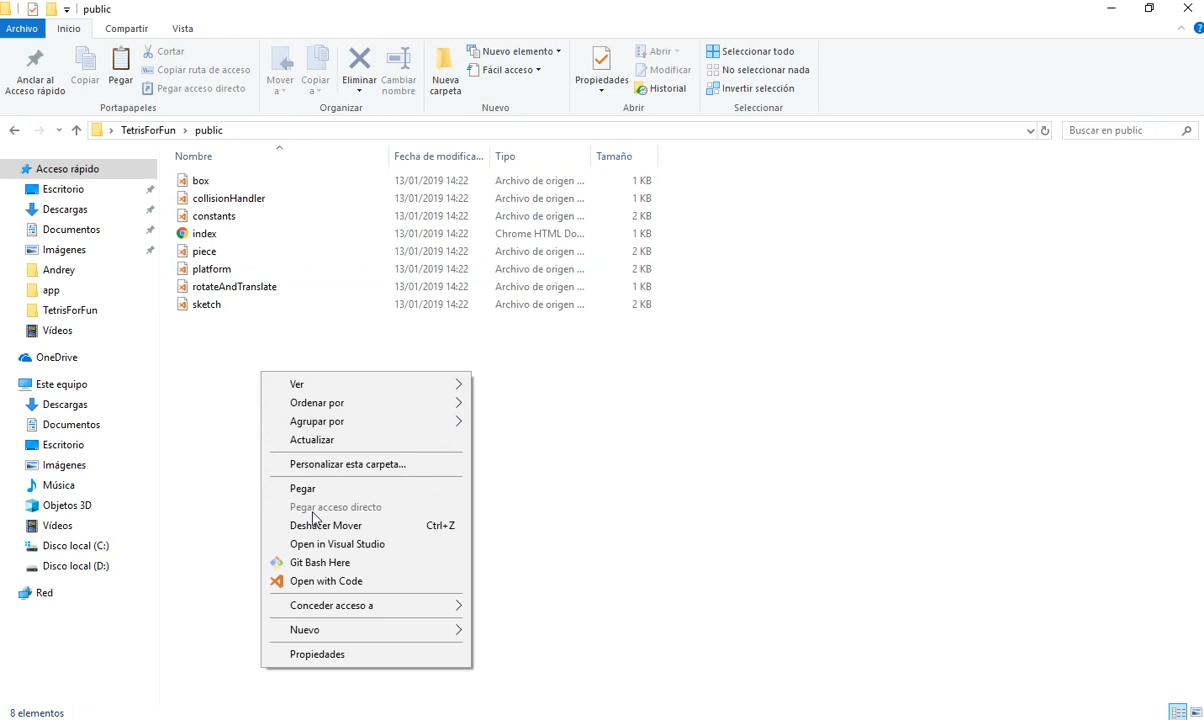 public
Archivo Inicio Compartir Vista
Anclar al Acceso rápido
Copiar
Pegar
Cortar
Copiar ruta de acceso
Pegar acceso directo
Portapapeles
Mover a
Copiar a
Eliminar
Cambiar nombre
Organizar
Nueva carpeta
Nuevo elemento
Fácil acceso
Nuevo
Propiedades
Abrir
Modificar
Historial
Abrir
Seleccionar todo
No seleccionar nada
Invertir selección
Seleccionar
TetrisForFun > public
Buscar en public
Nombre Fecha de modifica... Tipo Tamaño
box 13/01/2019 14:22 Archivo de origen ... 1 KB
collisionHandler 13/01/2019 14:22 Archivo de origen ... 1 KB
constants 13/01/2019 14:22 Archivo de origen ... 2 KB
index 13/01/2019 14:22 Chrome HTML Do... 1 KB
piece 13/01/2019 14:22 Archivo de origen ... 2 KB
platform 13/01/2019 14:22 Archivo de origen ... 2 KB
rotateAndTranslate 13/01/2019 14:22 Archivo de origen ... 1 KB
sketch 13/01/2019 14:22 Archivo de origen ... 2 KB
Acceso rápido
Escritorio
Descargas
Documentos
Imágenes
Andrey
app
TetrisForFun
Vídeos
OneDrive
Este equipo
Descargas
Documentos
Escritorio
Imágenes
Música
Objetos 3D
Vídeos
Disco local (C:)
Disco local (D:)
Red
Ver
Ordenar por
Agrupar por
Actualizar
Personalizar esta carpeta...
Pegar
Pegar acceso directo
Deshacer Mover Ctrl+Z
Open in Visual Studio
Git Bash Here
Open with Code
Conceder acceso a
Nuevo
Propiedades
8 elementos